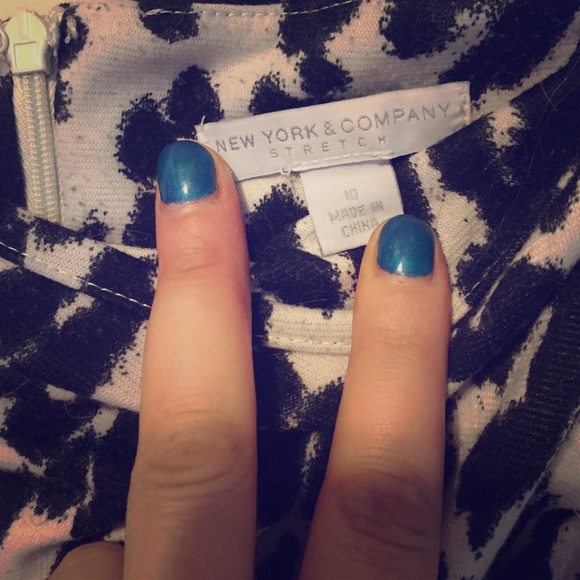 NEW YORK & COMPANY
STRETCH
10
MADE IN
CHINA